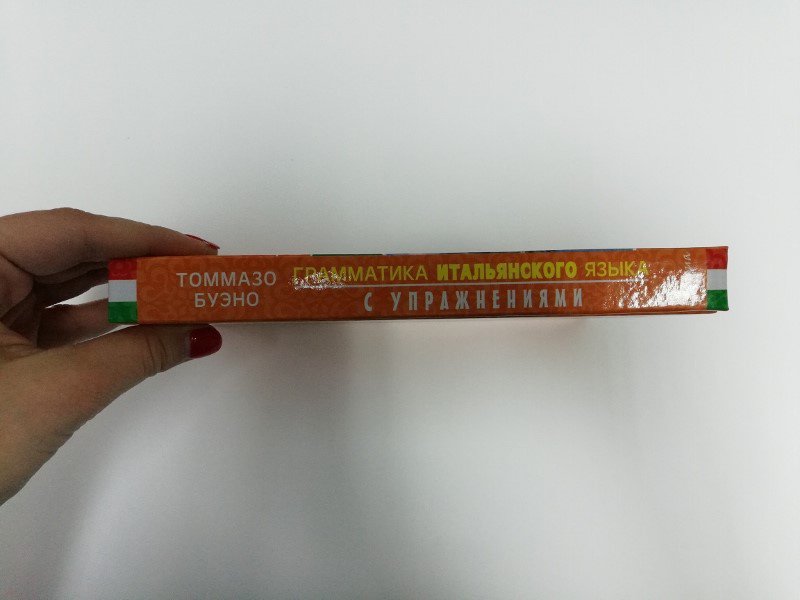 ТОММАЗО
БУЭНО
ГРАММАТИКА ИТАЛЬЯНСКОГО ЯЗЫКА
С УПРАЖНЕНИЯМИ